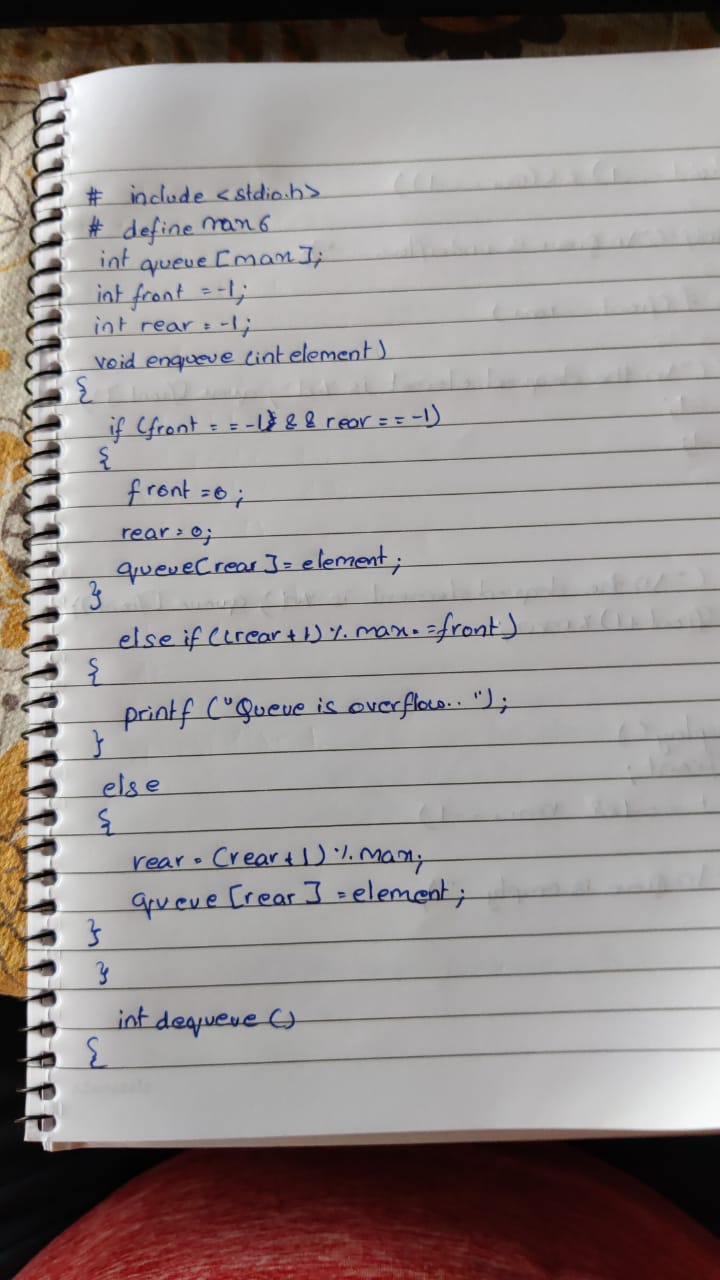 # include <stdio.h>
# define max 6
int queue [max];
int front = -1;
int rear = -1;
void enqueue (int element)
{
if (front = = -1) && rear = = -1)
{
front = 0;
rear = 0;
queue[rear] = element;
}
else if ((rear + 1) % max = = front)
{
printf ("Queue is overflow.. ");
}
else
{
rear = (rear + 1) % max;
queue [rear] = element;
}
}
int dequeue ()
{